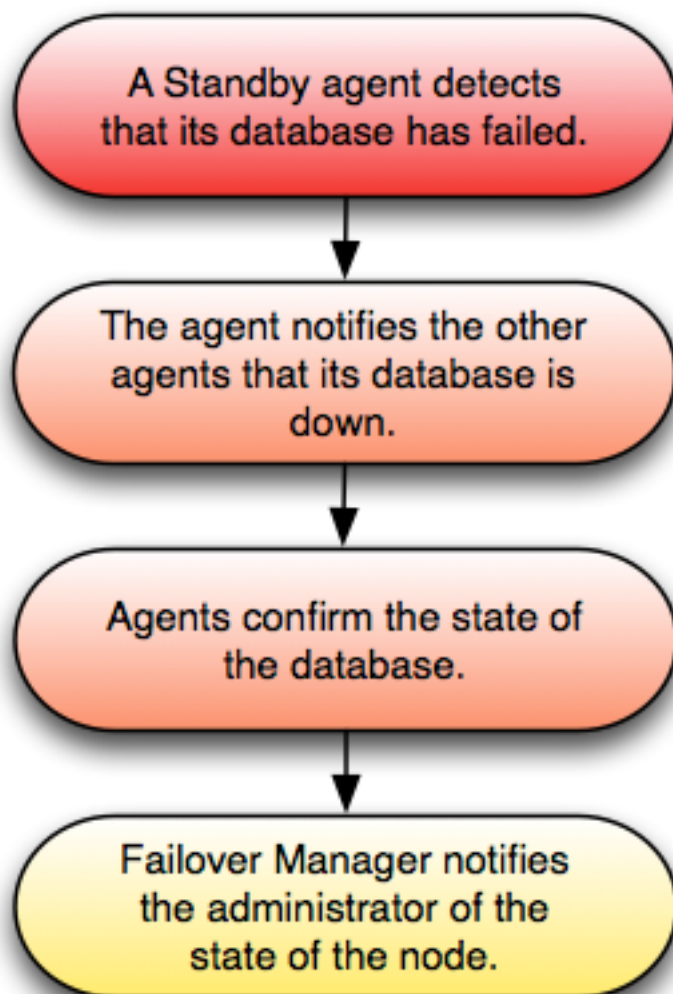 A Standby agent detects
that its database has failed.
The agent notifies the other
agents that its database is
down.
Agents confirm the state of
the database.
Failover Manager notifies
the administrator of the
state of the node.